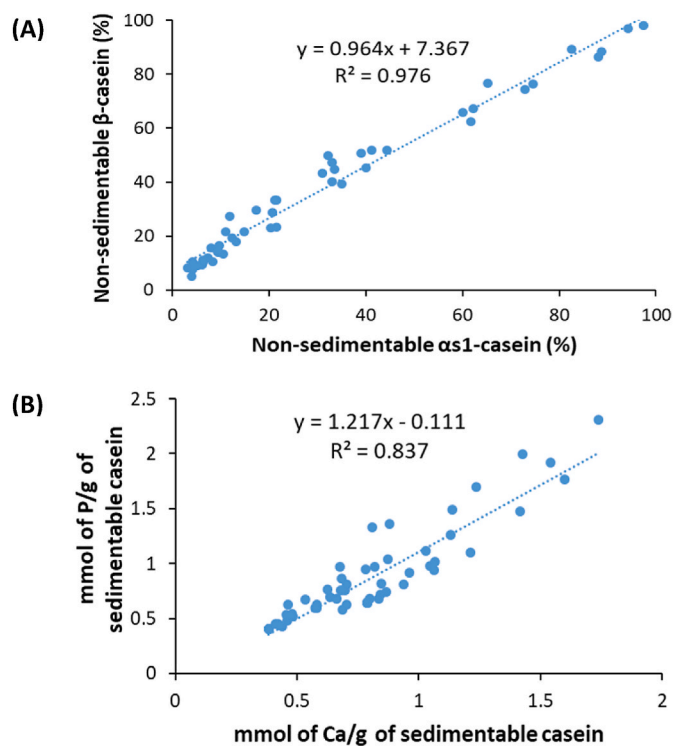 (A)
Non-sedimentable β-casein (%)
100
80
60
40
20
0
y = 0.964x + 7.367
R² = 0.976
0 20 40 60 80 100
Non-sedimentable αs1-casein (%)
(B)
mmol of P/g of
sedimentable casein
2.5
2
1.5
1
0.5
0
y = 1.217x - 0.111
R² = 0.837
0 0.5 1 1.5 2
mmol of Ca/g of sedimentable casein